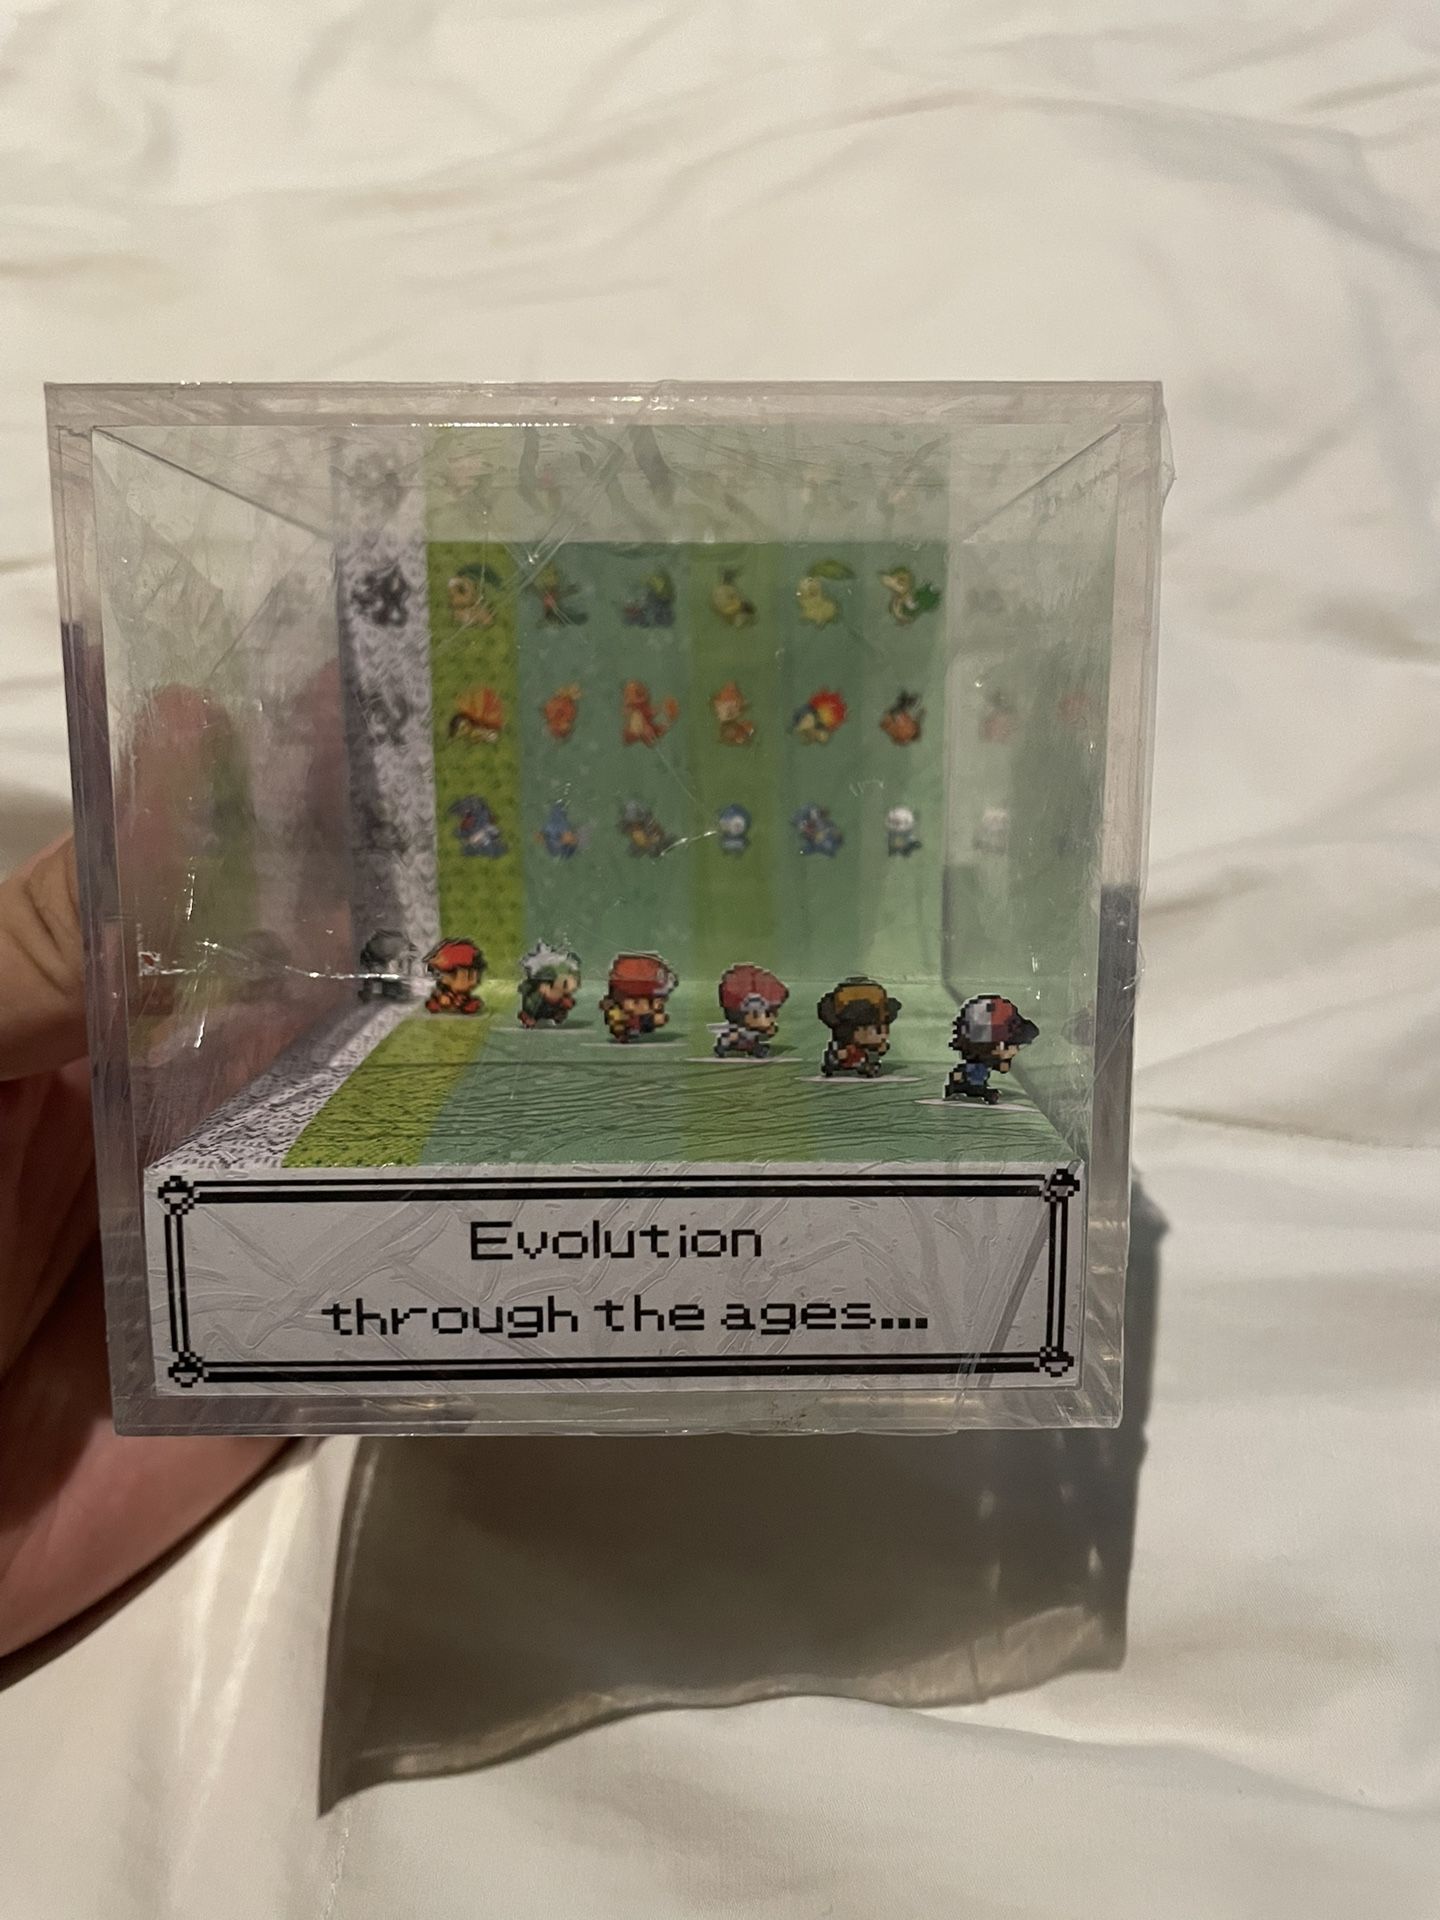 Evolution
through the ages...